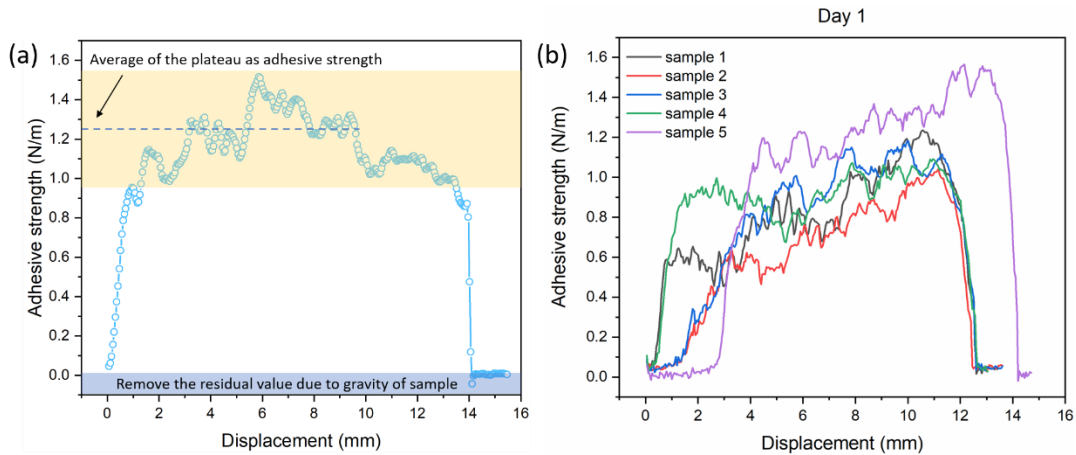 (a)
Average of the plateau as adhesive strength
Remove the residual value due to gravity of sample
Adhesive strength (N/m)
1.6
1.4
1.2
1.0
0.8
0.6
0.4
0.2
0.0
0 2 4 6 8 10 12 14 16
Displacement (mm)
(b)
Day 1
sample 1
sample 2
sample 3
sample 4
sample 5
Adhesive strength (N/m)
1.6
1.4
1.2
1.0
0.8
0.6
0.4
0.2
0.0
0 2 4 6 8 10 12 14 16
Displacement (mm)